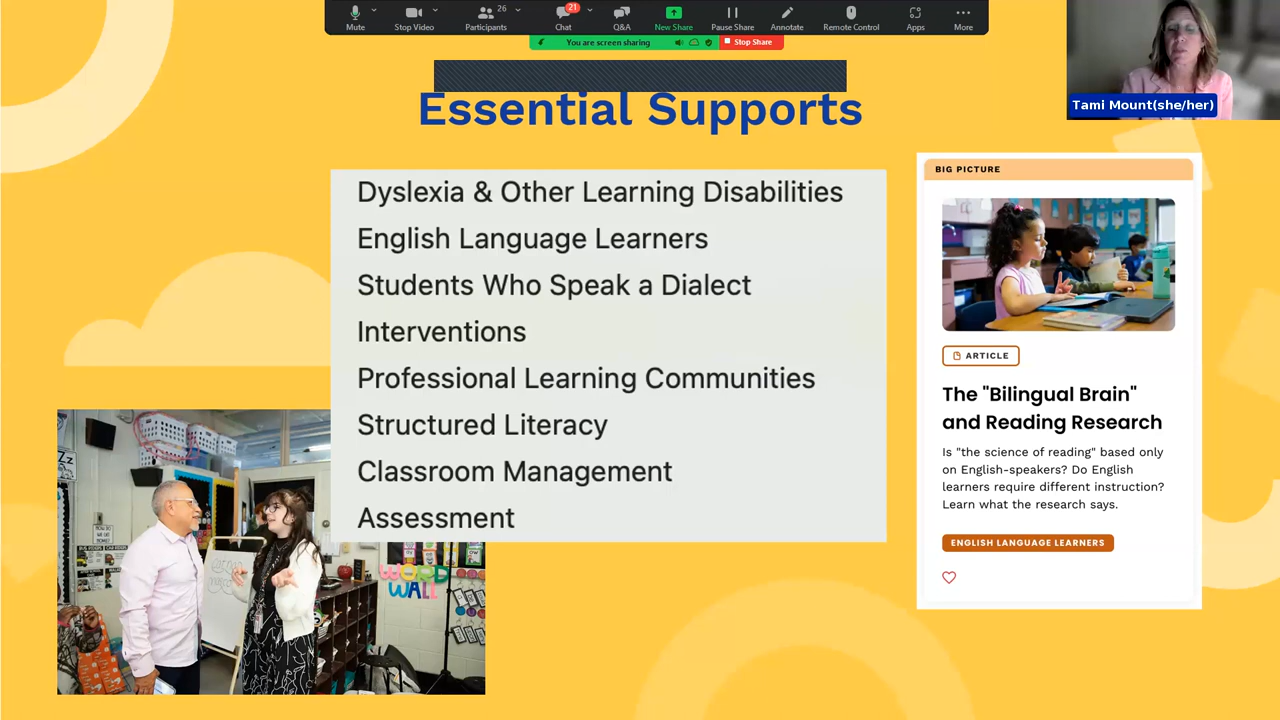 Mute
Stop Video
Participants
26
Chat
21
Q&A
New Share
Pause Share
Annotate
Remote Control
Apps
More
You are screen sharing
Stop Share
Tami Mount(she/her)
Essential Supports
Dyslexia & Other Learning Disabilities
English Language Learners
Students Who Speak a Dialect
Interventions
Professional Learning Communities
Structured Literacy
Classroom Management
Assessment
BIG PICTURE
ARTICLE
The "Bilingual Brain"
and Reading Research
Is "the science of reading" based only
on English-speakers? Do English
learners require different instruction?
Learn what the research says.
ENGLISH LANGUAGE LEARNERS
Zz
WORD
WALL